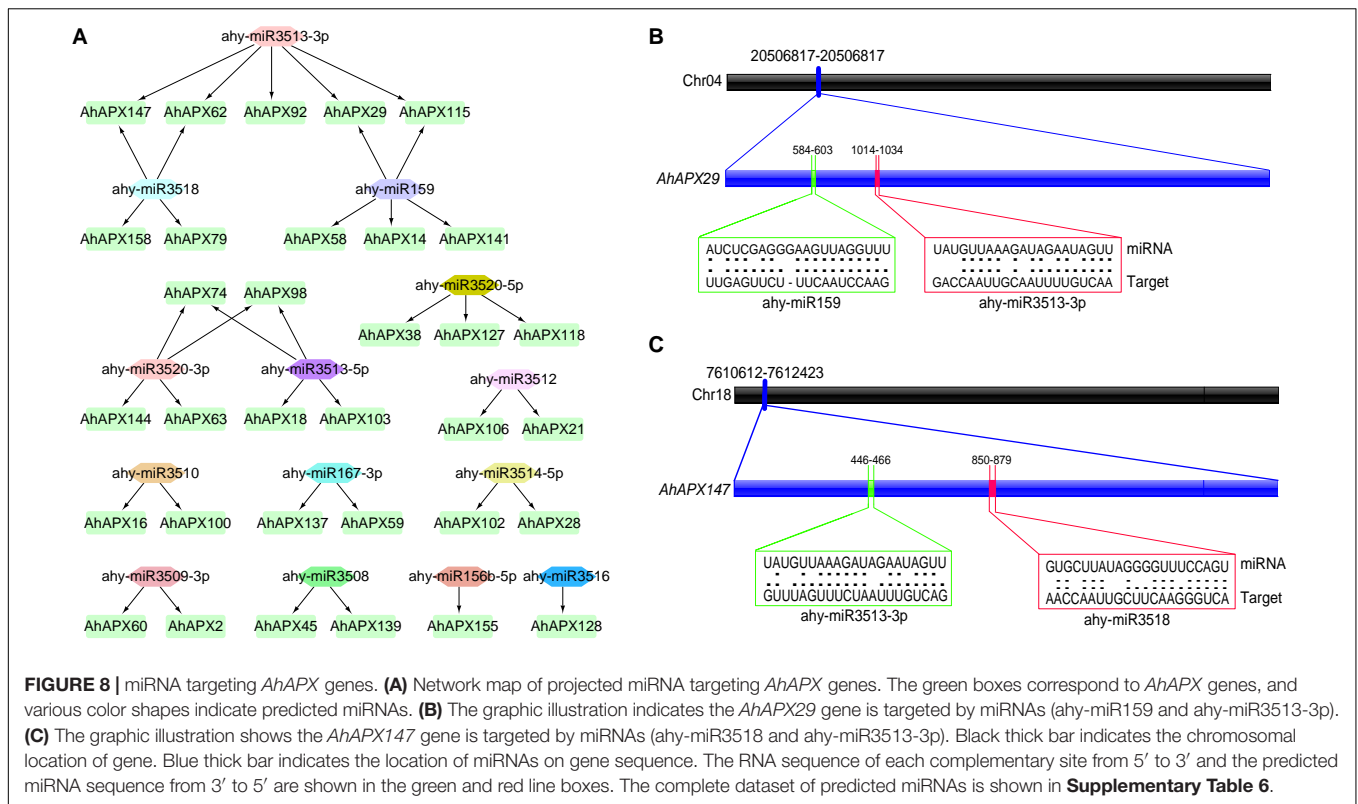 A
ahy-miR3513-3p
AhAPX147 AhAPX62 AhAPX92 AhAPX29 AhAPX115
ahy-miR3518 ahy-miR159
AhAPX158 AhAPX79 AhAPX58 AhAPX14 AhAPX141
AhAPX74 AhAPX98 ahy-miR3520-5p
AhAPX38 AhAPX127 AhAPX118
ahy-miR3520-3p ahy-miR3513-5p ahy-miR3512
AhAPX144 AhAPX63 AhAPX18 AhAPX103 AhAPX106 AhAPX21
ahy-miR3510 ahy-miR167-3p ahy-miR3514-5p
AhAPX16 AhAPX100 AhAPX137 AhAPX59 AhAPX102 AhAPX28
ahy-miR3509-3p ahy-miR3508 ahy-miR156b-5p ahy-miR3516
AhAPX60 AhAPX2 AhAPX45 AhAPX139 AhAPX155 AhAPX128
B
20506817-20506817
Chr04
584-603 1014-1034
AhAPX29
AUCUCGAGGGAAGUUAGGUUU UAUGUUAAAGAUAGAAUAGUU miRNA
UUGAGUUCU - UUCAAUCCAAG GACCAAUUGCAAUUUUGUCAA Target
ahy-miR159 ahy-miR3513-3p
C
7610612-7612423
Chr18
446-466 850-879
AhAPX147
UAUGUUAAAGAUAGAAUAGUU GUGCUUAUAGGGGUUUCCAGU miRNA
GUUUAGUUUCUAAUUUGUCAG AACCAAUUGCUUCAAGGGUCA Target
ahy-miR3513-3p ahy-miR3518
FIGURE 8 | miRNA targeting AhAPX genes. (A) Network map of projected miRNA targeting AhAPX genes. The green boxes correspond to AhAPX genes, and
various color shapes indicate predicted miRNAs. (B) The graphic illustration indicates the AhAPX29 gene is targeted by miRNAs (ahy-miR159 and ahy-miR3513-3p).
(C) The graphic illustration shows the AhAPX147 gene is targeted by miRNAs (ahy-miR3518 and ahy-miR3513-3p). Black thick bar indicates the chromosomal
location of gene. Blue thick bar indicates the location of miRNAs on gene sequence. The RNA sequence of each complementary site from 5′ to 3′ and the predicted
miRNA sequence from 3′ to 5′ are shown in the green and red line boxes. The complete dataset of predicted miRNAs is shown in Supplementary Table 6.